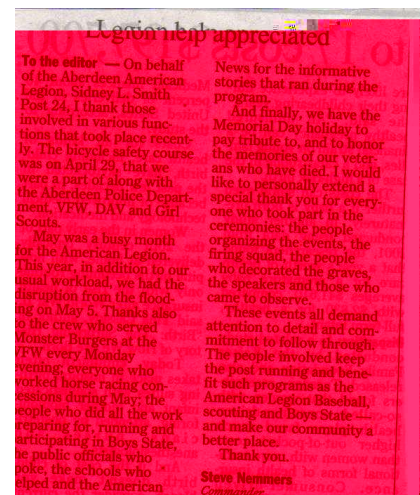 Legion help appreciated
To the editor — On behalf
of the Aberdeen American
Legion, Sidney L. Smith
Post 24, I thank those
involved in various func-
tions that took place recent-
ly. The bicycle safety course
was on April 29, that we
were a part of along with
the Aberdeen Police Depart-
ment, VFW, DAV and Girl
Scouts.
May was a busy month
for the American Legion.
This year, in addition to our
usual workload, we had the
disruption from the flood-
ing on May 5. Thanks also
to the crew who served
Monster Burgers at the
VFW every Monday
evening; everyone who
worked horse racing con-
cessions during May; the
people who did all the work
preparing for, running and
participating in Boys State,
the public officials who
spoke, the schools who
helped and the American
News for the informative
stories that ran during the
program.
And finally, we have the
Memorial Day holiday to
pay tribute to, and to honor
the memories of our veter-
ans who have died. I would
like to personally extend a
special thank you for every-
one who took part in the
ceremonies: the people
organizing the events, the
firing squad, the people
who decorated the graves,
the speakers and those who
came to observe.
These events all demand
attention to detail and com-
mitment to follow through.
The people involved keep
the post running and bene-
fit such programs as the
American Legion Baseball,
scouting and Boys State —
and make our community a
better place.
Thank you.
Steve Nemmers
Commander